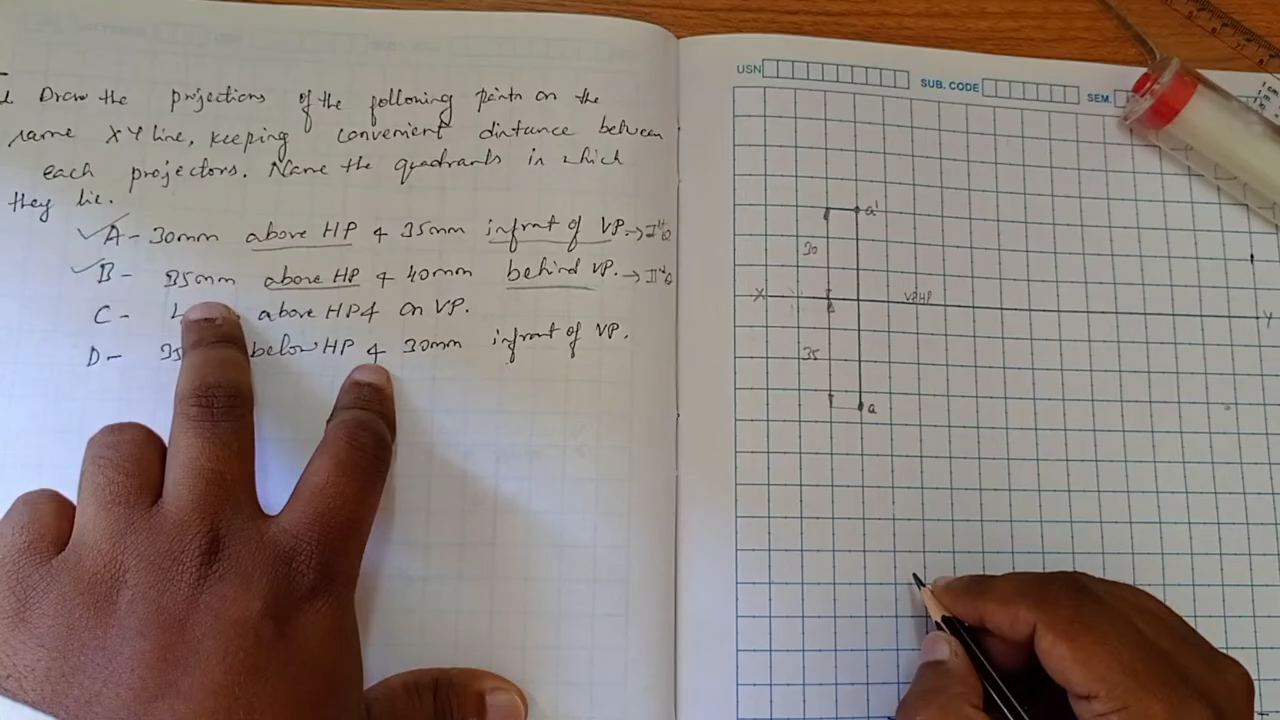 Draw the projections of the following points on the
same XY line, keeping convenient distance between
each projectors. Name the quadrants in which
they lie.
A - 30mm above HP & 35mm infrnt of VP.
B - 35mm above HP & 40mm behind VP.
C - above HP & on VP.
D - below HP & 30mm infront of VP.
USN SUB. CODE SEM.
a'
30
X VP HP Y
35
a